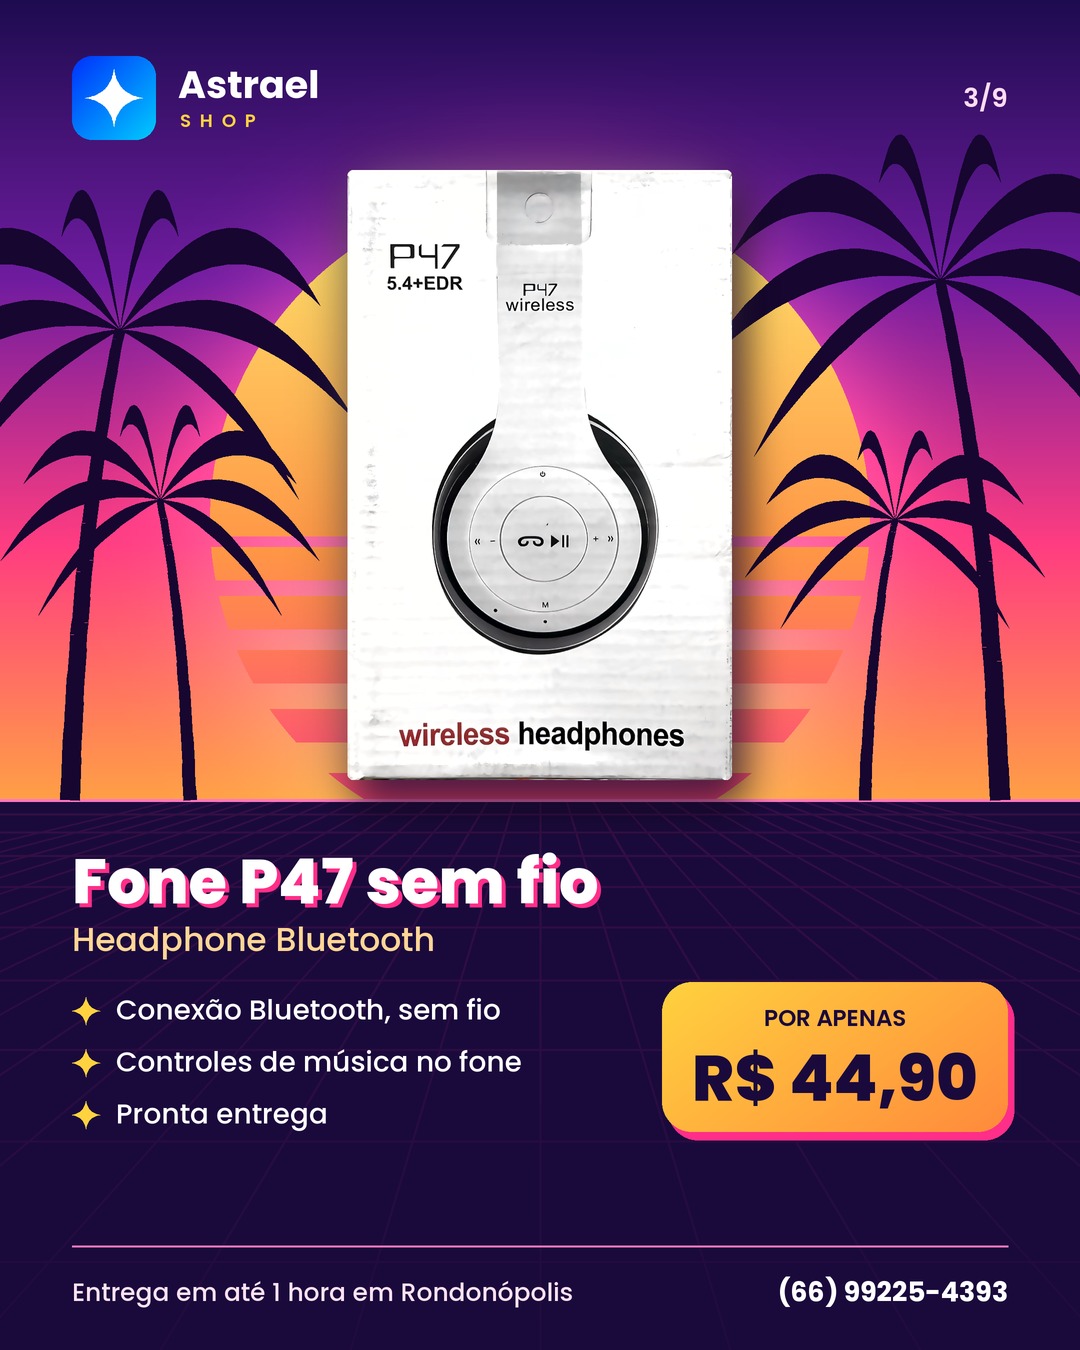 Astrael
SHOP
3/9
P47
5.4+EDR
P47
wireless
M
wireless headphones
Fone P47 sem fio
Headphone Bluetooth
Conexão Bluetooth, sem fio
Controles de música no fone
Pronta entrega
POR APENAS
R$ 44,90
Entrega em até 1 hora em Rondonópolis
(66) 99225-4393